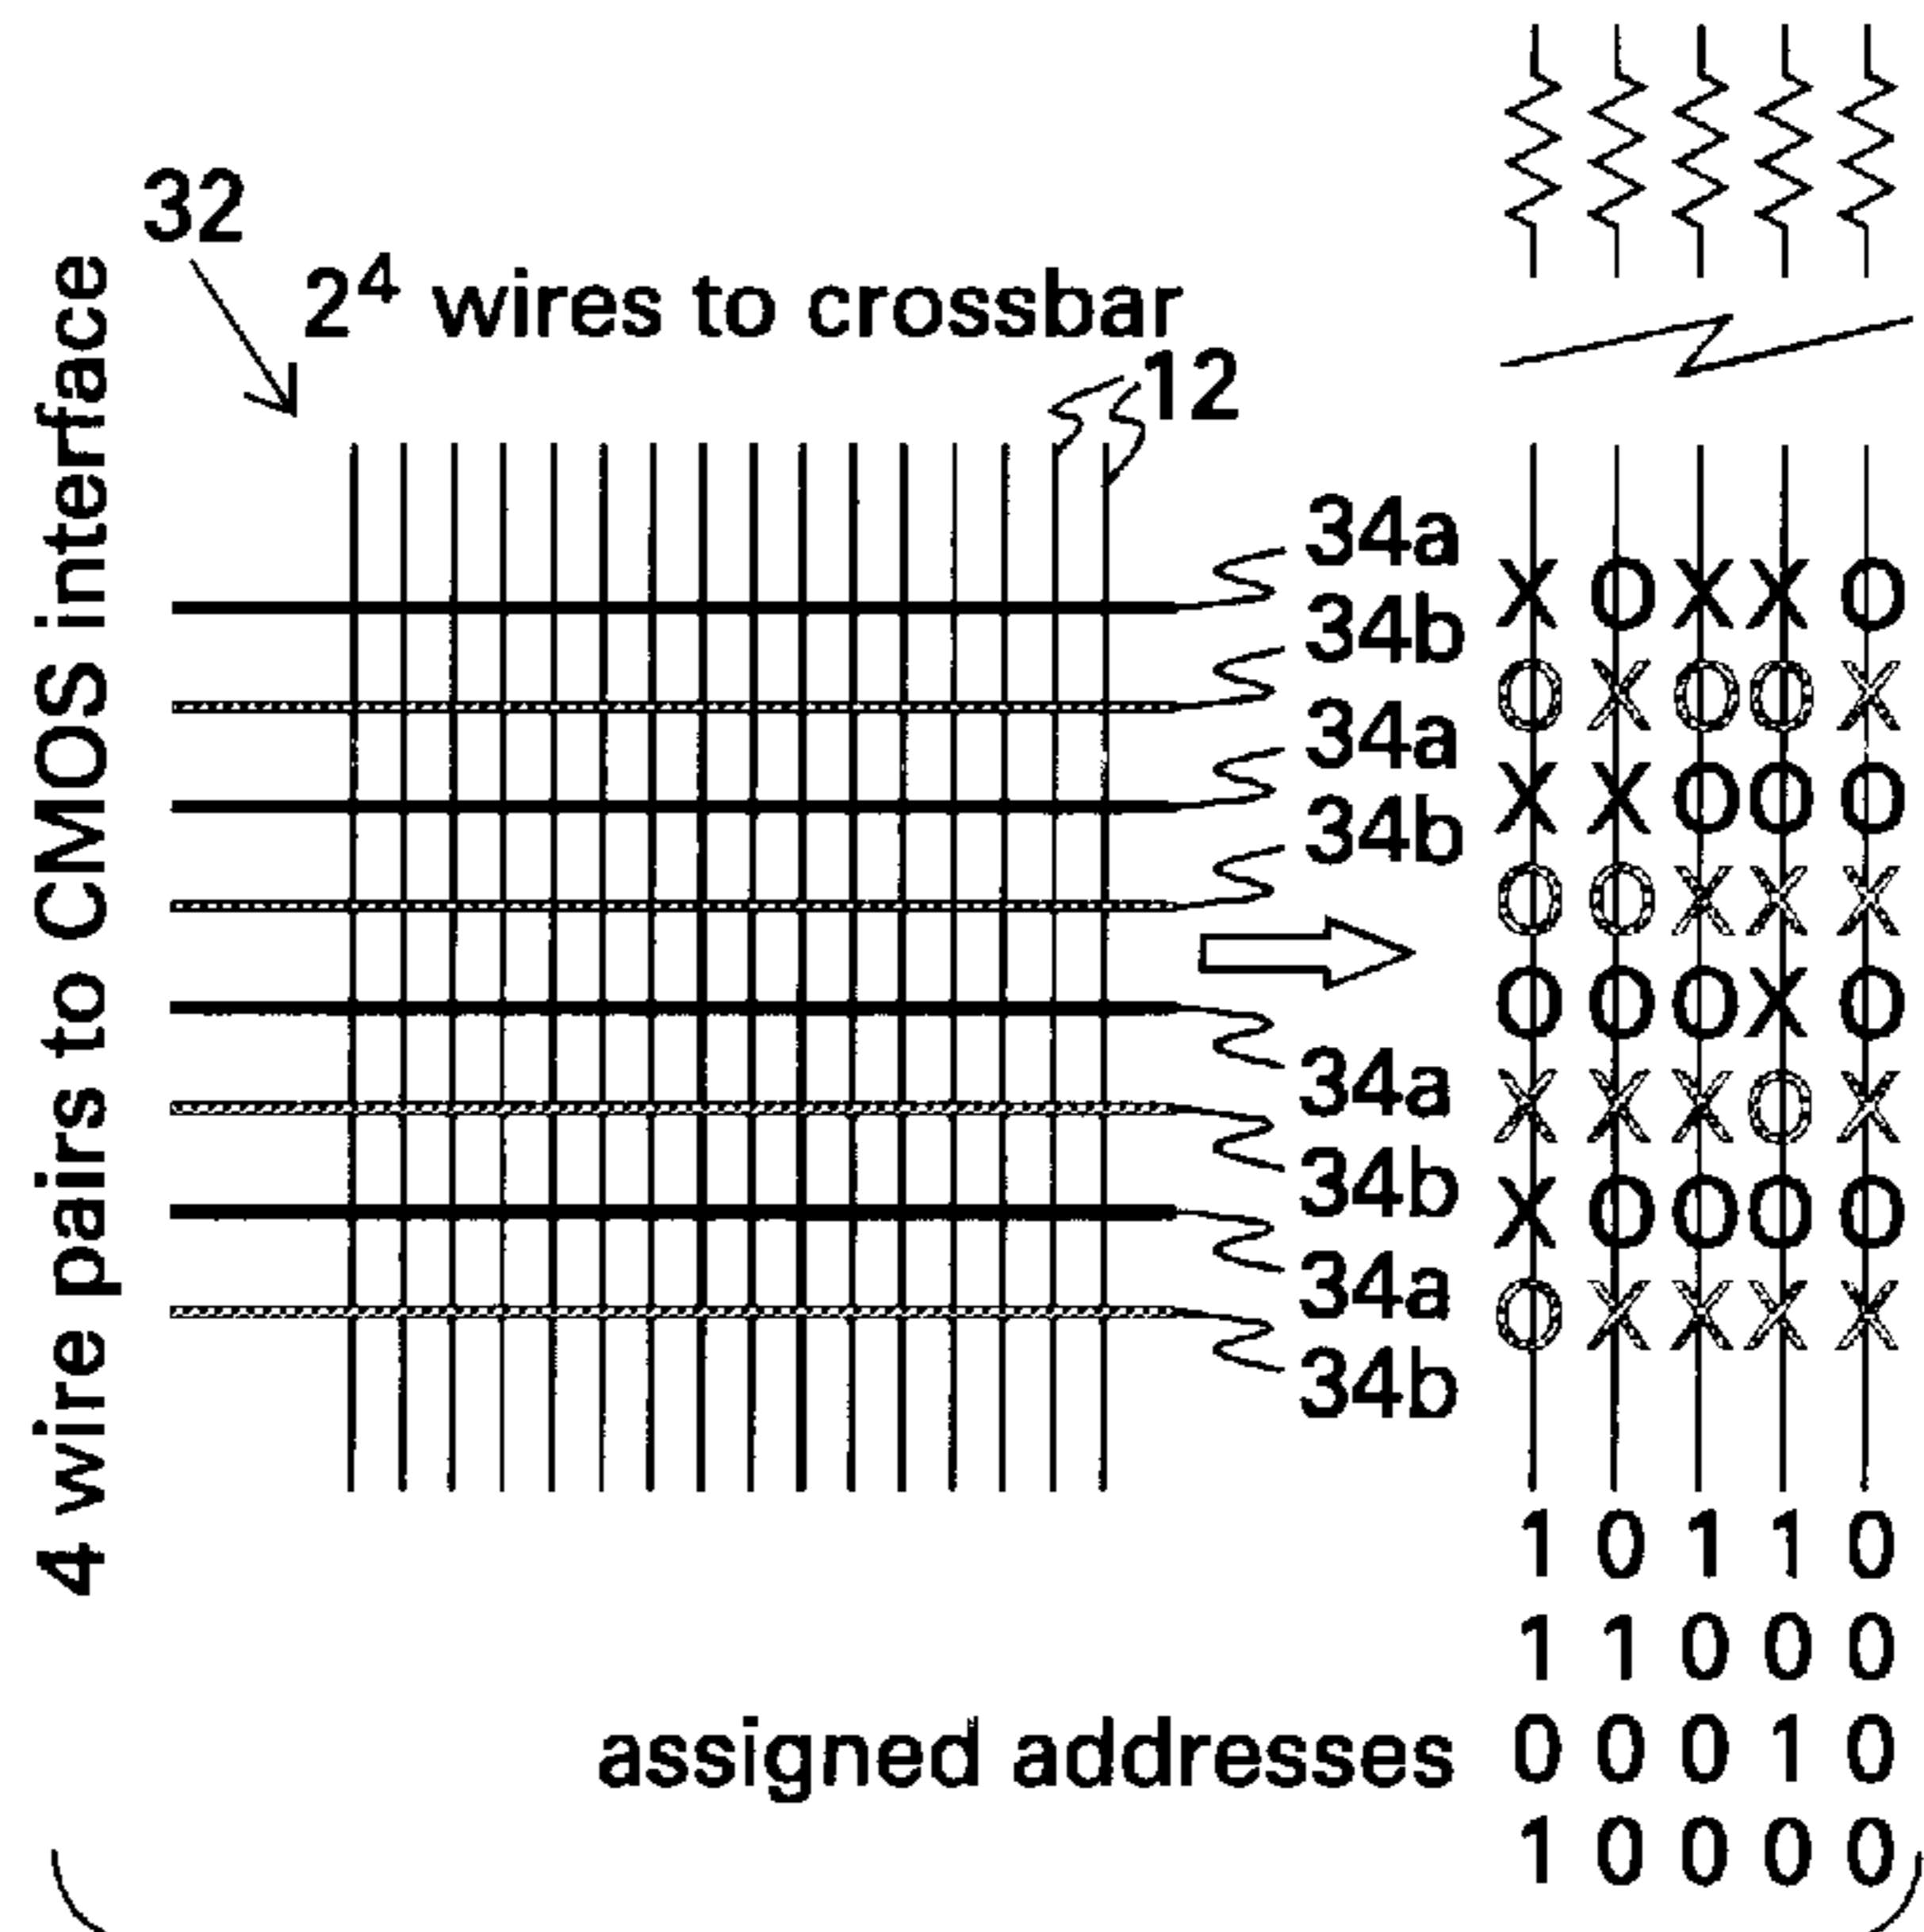 32
2⁴ wires to crossbar
12
4 wire pairs to CMOS interface
34a
34b
34a
34b
34a
34b
34a
34b
X O X X O
O X O O X
X X O O O
O O X X X
O O O X O
X X X O X
X O O O O
O X X X X
1 0 1 1 0
1 1 0 0 0
assigned addresses 0 0 0 1 0
1 0 0 0 0